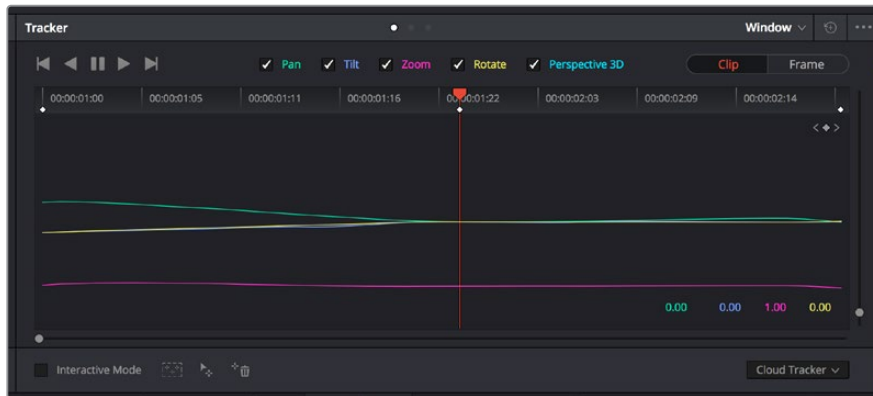 Tracker Window
Pan Tilt Zoom Rotate Perspective 3D Clip Frame
00:00:01:00 00:00:01:05 00:00:01:11 00:00:01:16 00:00:01:22 00:00:02:03 00:00:02:09 00:00:02:14
0.00 0.00 1.00 0.00
Interactive Mode Cloud Tracker